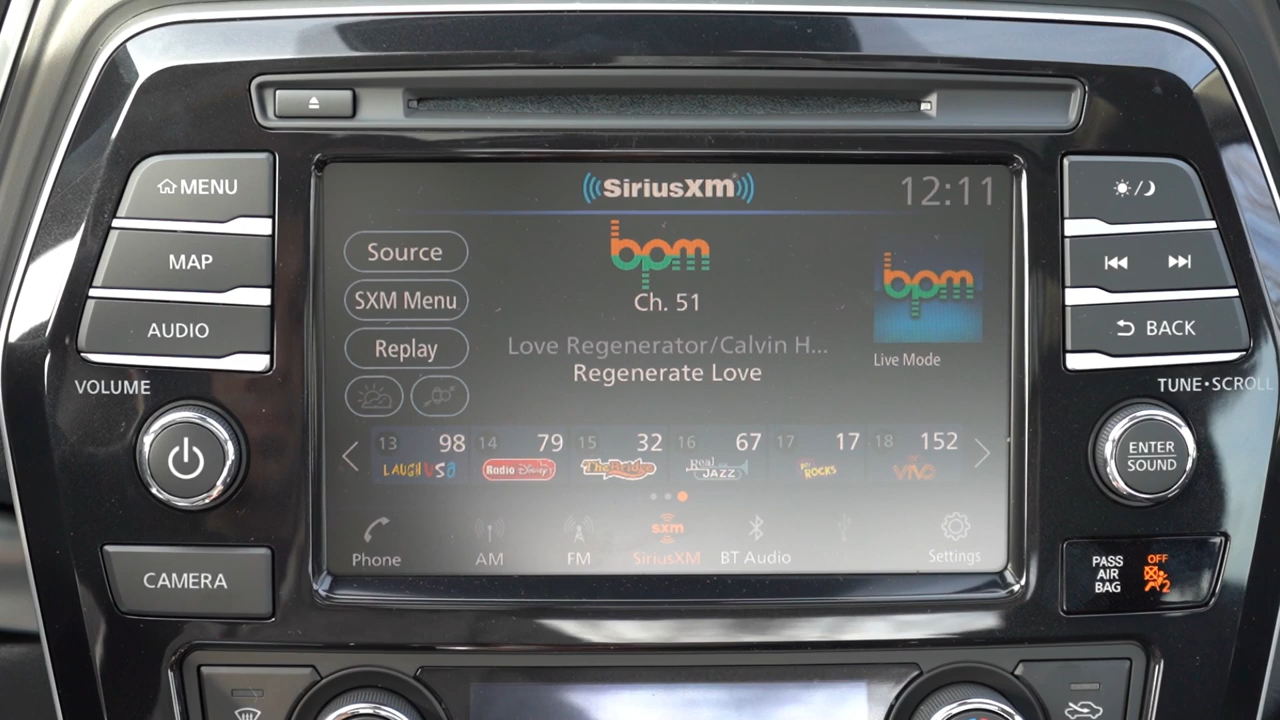 MENU
MAP
AUDIO
VOLUME
CAMERA
SiriusXM
12:11
Source
SXM Menu
Replay
bpm
Ch. 51
Love Regenerator/Calvin H...
Regenerate Love
bpm
Live Mode
13 98 14 79 15 32 16 67 17 17 18 152
LAUGH USA Radio Disney The Bridge Real JAZZ ROCKS VIVO
Phone AM FM sxm SiriusXM BT Audio Settings
BACK
TUNE•SCROLL
ENTER
SOUND
PASS
AIR
BAG
OFF
2